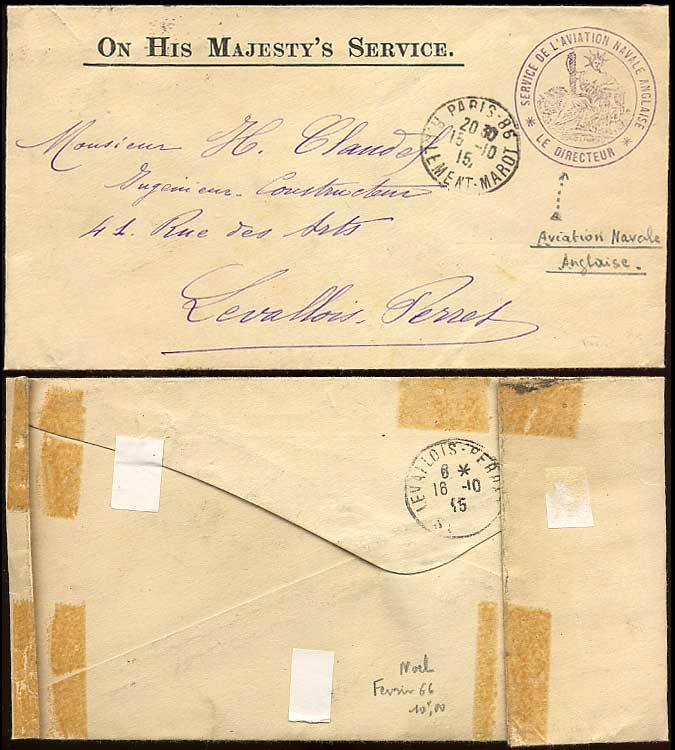 ON HIS MAJESTY'S SERVICE.
* SERVICE DE L'AVIATION NAVALE ANGLAISE *
LE DIRECTEUR
PARIS-86
20 30
15 -10
15.
CLEMENT-MAROT
Monsieur H. Claudel
Ingénieur-Constructeur
41. Rue des Arts
Levallois-Perret
Aviation Navale
Anglaise.
LEVALLOIS-PERRET
6 *
16 -10
15
Noel
Fevrier 66
10,00